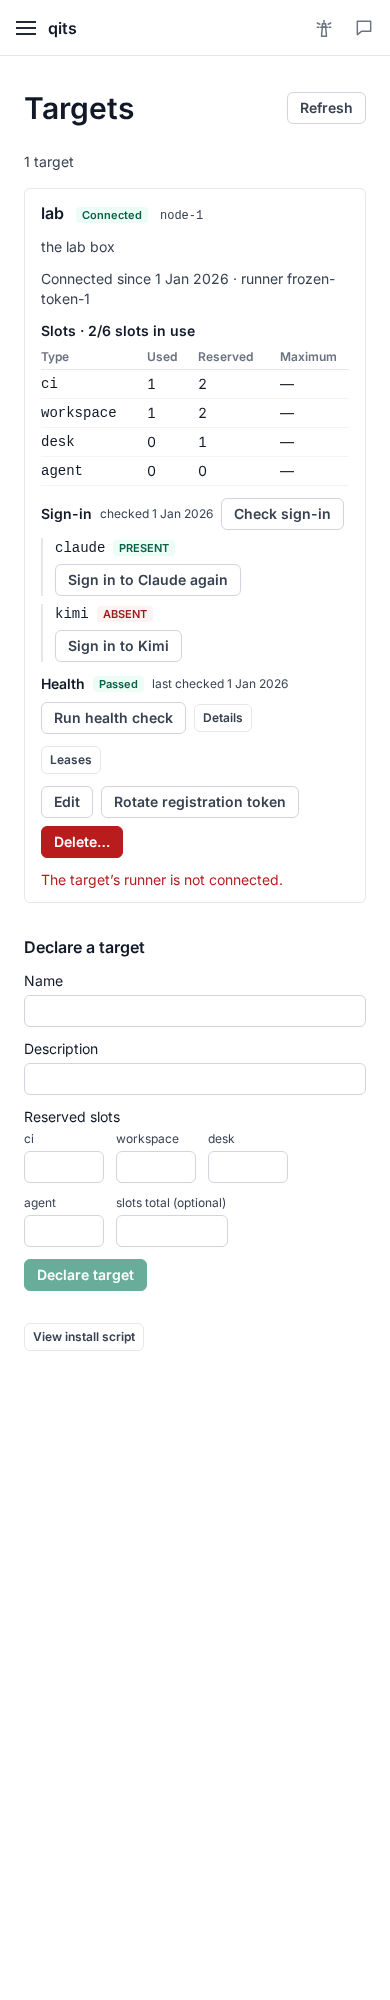 qits
Targets
Refresh
1 target
lab Connected node-1
the lab box
Connected since 1 Jan 2026 · runner frozen-
token-1
Slots · 2/6 slots in use
Type Used Reserved Maximum
ci 1 2 —
workspace 1 2 —
desk 0 1 —
agent 0 0 —
Sign-in checked 1 Jan 2026 Check sign-in
claude PRESENT
Sign in to Claude again
kimi ABSENT
Sign in to Kimi
Health Passed last checked 1 Jan 2026
Run health check Details
Leases
Edit Rotate registration token
Delete…
The target’s runner is not connected.
Declare a target
Name
Description
Reserved slots
ci workspace desk
agent slots total (optional)
Declare target
View install script